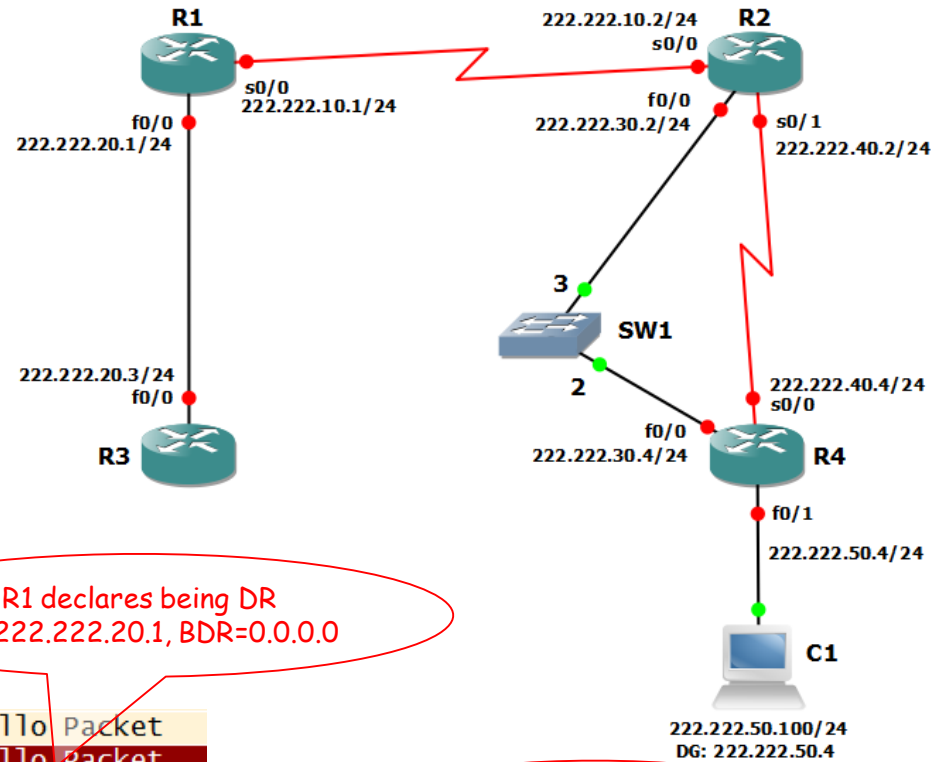 R1
222.222.10.2/24
R2
s0/0
s0/0
222.222.10.1/24
f0/0
222.222.20.1/24
f0/0
222.222.30.2/24
s0/1
222.222.40.2/24
3
SW1
2
222.222.20.3/24
f0/0
222.222.40.4/24
s0/0
R3
f0/0
222.222.30.4/24
R4
f0/1
222.222.50.4/24
R1 declares being DR
222.222.20.1, BDR=0.0.0.0
C1
llo Packet
llo Packet
222.222.50.100/24
DG: 222.222.50.4